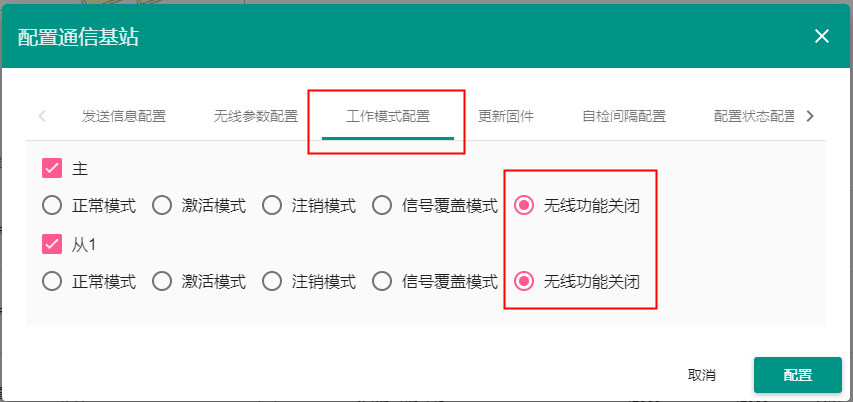 配置通信基站
发送信息配置 无线参数配置 工作模式配置 更新固件 自检间隔配置 配置状态配置
主
正常模式 激活模式 注销模式 信号覆盖模式 无线功能关闭
从1
正常模式 激活模式 注销模式 信号覆盖模式 无线功能关闭
取消 配置